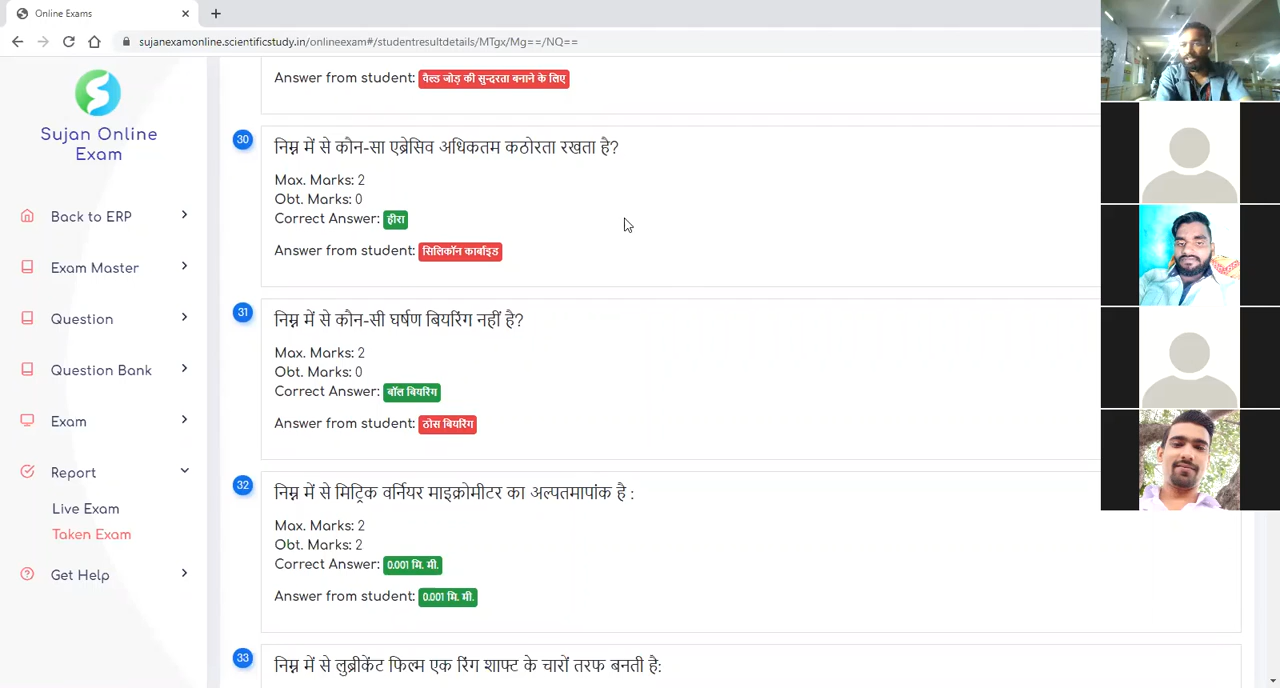 Online Exams
sujanexamonline.scientificstudy.in/onlineexam#/studentresultdetails/MTgx/Mg==/NQ==
Sujan Online
Exam
Back to ERP
Exam Master
Question
Question Bank
Exam
Report
Live Exam
Taken Exam
Get Help
Answer from student: वैल्ड जोड़ की सुन्दरता बनाने के लिए
30
निम्न में से कौन-सा एब्रेसिव अधिकतम कठोरता रखता है?
Max. Marks: 2
Obt. Marks: 0
Correct Answer: हीरा
Answer from student: सिलिकॉन कार्बाइड
31
निम्न में से कौन-सी घर्षण बियरिंग नहीं है?
Max. Marks: 2
Obt. Marks: 0
Correct Answer: बॉल बियरिंग
Answer from student: ठोस बियरिंग
32
निम्न में से मिट्रिक वर्नियर माइक्रोमीटर का अल्पतमापांक है :
Max. Marks: 2
Obt. Marks: 2
Correct Answer: 0.001 मि. मी.
Answer from student: 0.001 मि. मी.
33
निम्न में से लुब्रीकेंट फिल्म एक रिंग शाफ्ट के चारों तरफ बनती है: